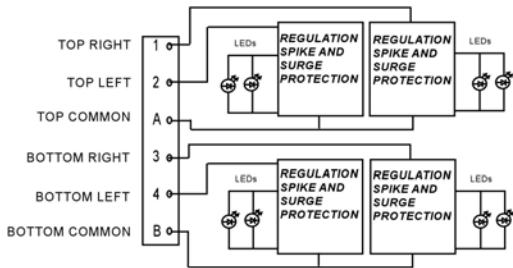 TOP RIGHT
TOP LEFT
TOP COMMON
BOTTOM RIGHT
BOTTOM LEFT
BOTTOM COMMON
1
2
A
3
4
B
LEDs
REGULATION
SPIKE AND
SURGE
PROTECTION
REGULATION
SPIKE AND
SURGE
PROTECTION
LEDs
LEDs
REGULATION
SPIKE AND
SURGE
PROTECTION
REGULATION
SPIKE AND
SURGE
PROTECTION
LEDs